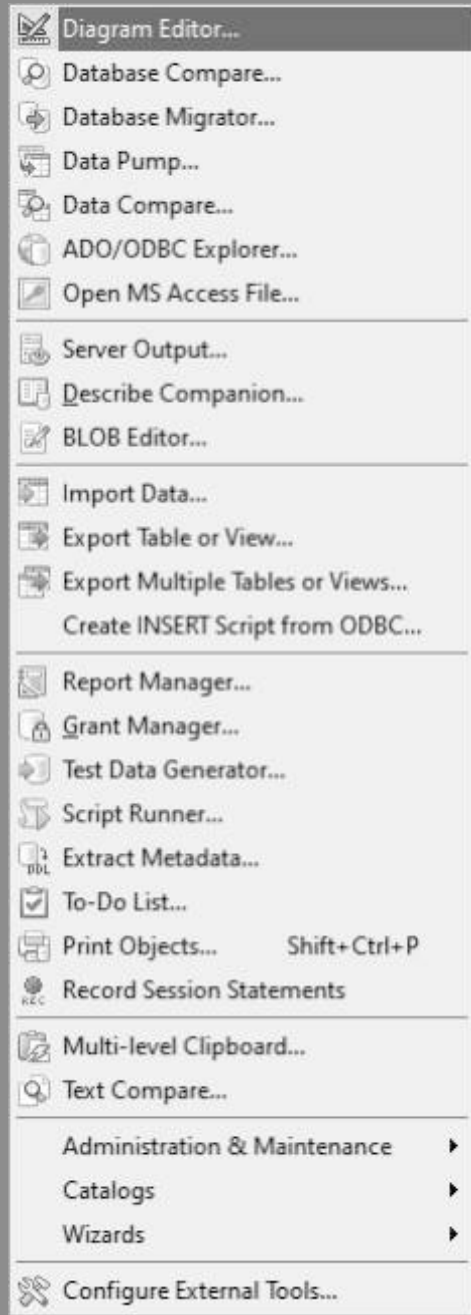 Diagram Editor...
Database Compare...
Database Migrator...
Data Pump...
Data Compare...
ADO/ODBC Explorer...
Open MS Access File...
Server Output...
Describe Companion...
BLOB Editor...
Import Data...
Export Table or View...
Export Multiple Tables or Views...
Create INSERT Script from ODBC...
Report Manager...
Grant Manager...
Test Data Generator...
Script Runner...
DDL Extract Metadata...
To-Do List...
Print Objects... Shift+Ctrl+P
REC Record Session Statements
Multi-level Clipboard...
Text Compare...
Administration & Maintenance
Catalogs
Wizards
Configure External Tools...